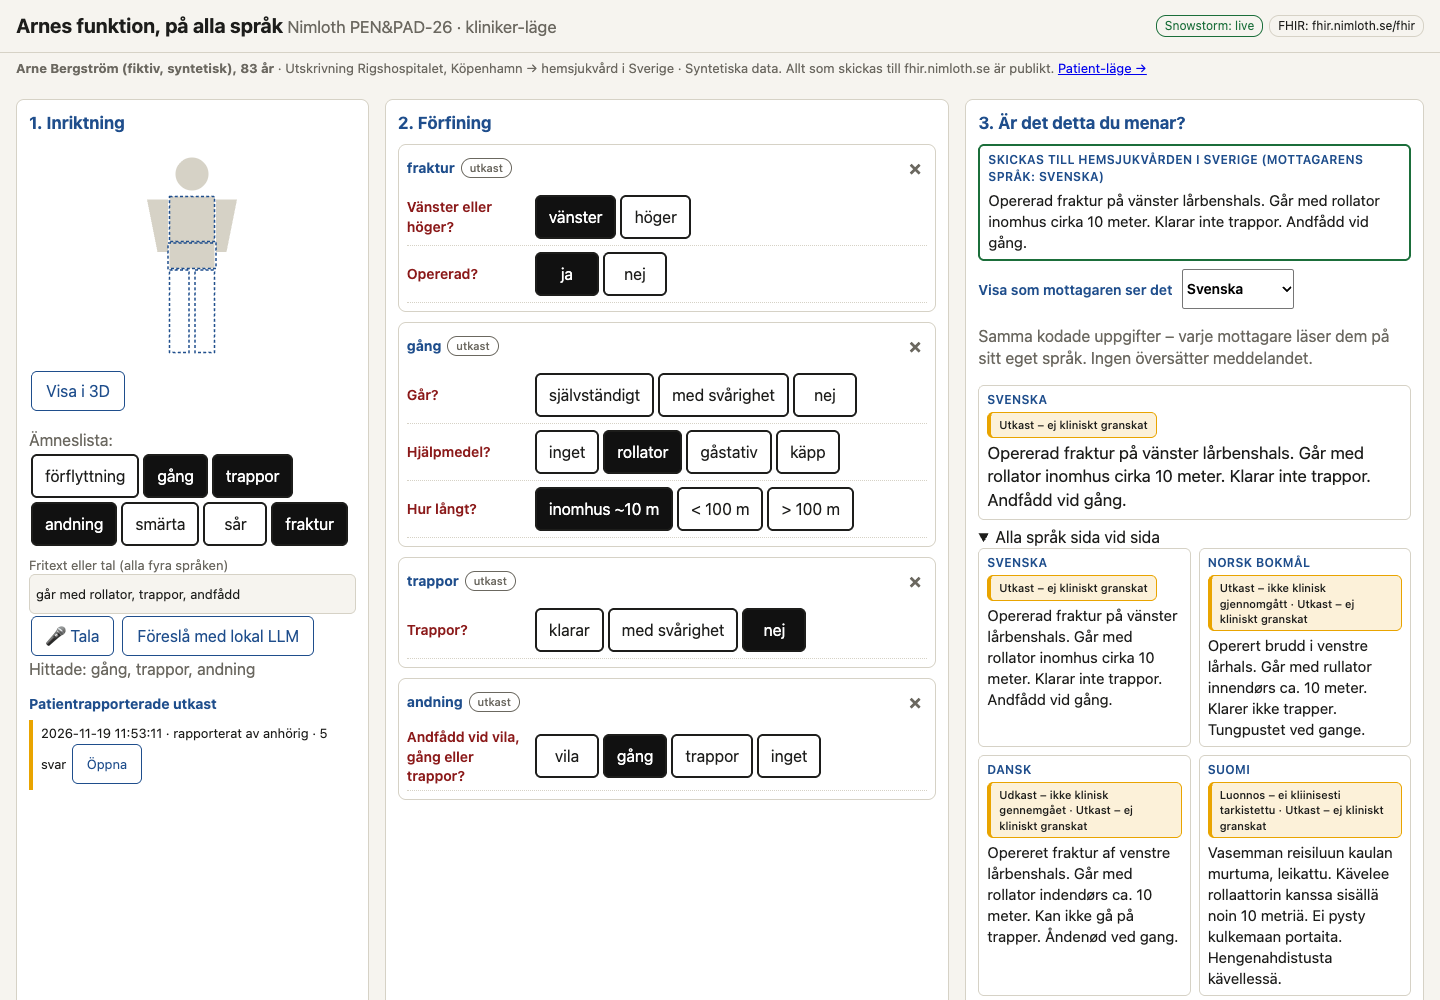 Arnes funktion, på alla språk Nimloth PEN&PAD-26 · kliniker-läge
Snowstorm: live
FHIR: fhir.nimloth.se/fhir
Arne Bergström (fiktiv, syntetisk), 83 år · Utskrivning Rigshospitalet, Köpenhamn → hemsjukvård i Sverige · Syntetiska data. Allt som skickas till fhir.nimloth.se är publikt. Patient-läge →
1. Inriktning
Visa i 3D
Ämneslista:
förflyttning
gång
trappor
andning
smärta
sår
fraktur
Fritext eller tal (alla fyra språken)
går med rollator, trappor, andfådd
🎤 Tala
Föreslå med lokal LLM
Hittade: gång, trappor, andning
Patientrapporterade utkast
2026-11-19 11:53:11 · rapporterat av anhörig · 5
svar
Öppna
2. Förfining
fraktur
utkast
×
Vänster eller
höger?
vänster
höger
Opererad?
ja
nej
gång
utkast
×
Går?
självständigt
med svårighet
nej
Hjälpmedel?
inget
rollator
gåstativ
käpp
Hur långt?
inomhus ~10 m
< 100 m
> 100 m
trappor
utkast
×
Trappor?
klarar
med svårighet
nej
andning
utkast
×
Andfådd vid vila,
gång eller
trappor?
vila
gång
trappor
inget
3. Är det detta du menar?
SKICKAS TILL HEMSJUKVÅRDEN I SVERIGE (MOTTAGARENS
SPRÅK: SVENSKA)
Opererad fraktur på vänster lårbenshals. Går med rollator
inomhus cirka 10 meter. Klarar inte trappor. Andfådd vid
gång.
Visa som mottagaren ser det
Svenska
Samma kodade uppgifter – varje mottagare läser dem på
sitt eget språk. Ingen översätter meddelandet.
SVENSKA
Utkast – ej kliniskt granskat
Opererad fraktur på vänster lårbenshals. Går med
rollator inomhus cirka 10 meter. Klarar inte trappor.
Andfådd vid gång.
▼ Alla språk sida vid sida
SVENSKA
Utkast – ej kliniskt granskat
Opererad fraktur på vänster
lårbenshals. Går med
rollator inomhus cirka 10
meter. Klarar inte trappor.
Andfådd vid gång.
NORSK BOKMÅL
Utkast – ikke klinisk
gjennomgått · Utkast – ej
kliniskt granskat
Operert brudd i venstre
lårhals. Går med rullator
innendørs ca. 10 meter.
Klarer ikke trapper.
Tungpustet ved gange.
DANSK
Udkast – ikke klinisk
gennemgået · Utkast – ej
kliniskt granskat
Opereret fraktur af venstre
lårbenshals. Går med
rollator indendørs ca. 10
meter. Kan ikke gå på
trapper. Åndenød ved gang.
SUOMI
Luonnos – ei kliinisesti
tarkistettu · Utkast – ej kliniskt
granskat
Vasemman reisiluun kaulan
murtuma, leikattu. Kävelee
rollaattorin kanssa sisällä
noin 10 metriä. Ei pysty
kulkemaan portaita.
Hengenahdistusta
kävellessä.